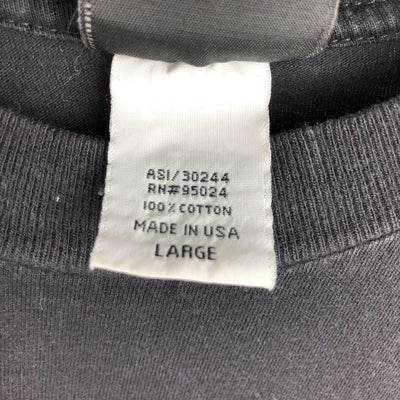 ASI/30244
RN#95024
100% COTTON
MADE IN USA
LARGE